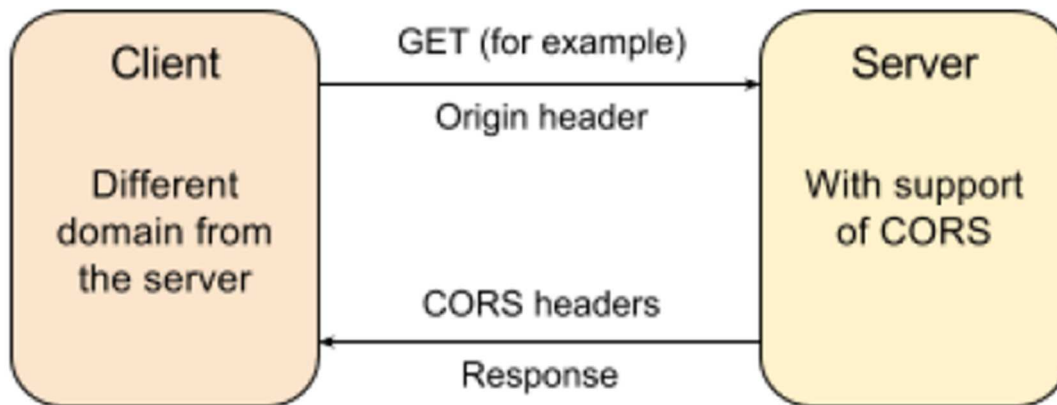 Client
Different
domain from
the server
GET (for example)
Origin header
CORS headers
Response
Server
With support
of CORS